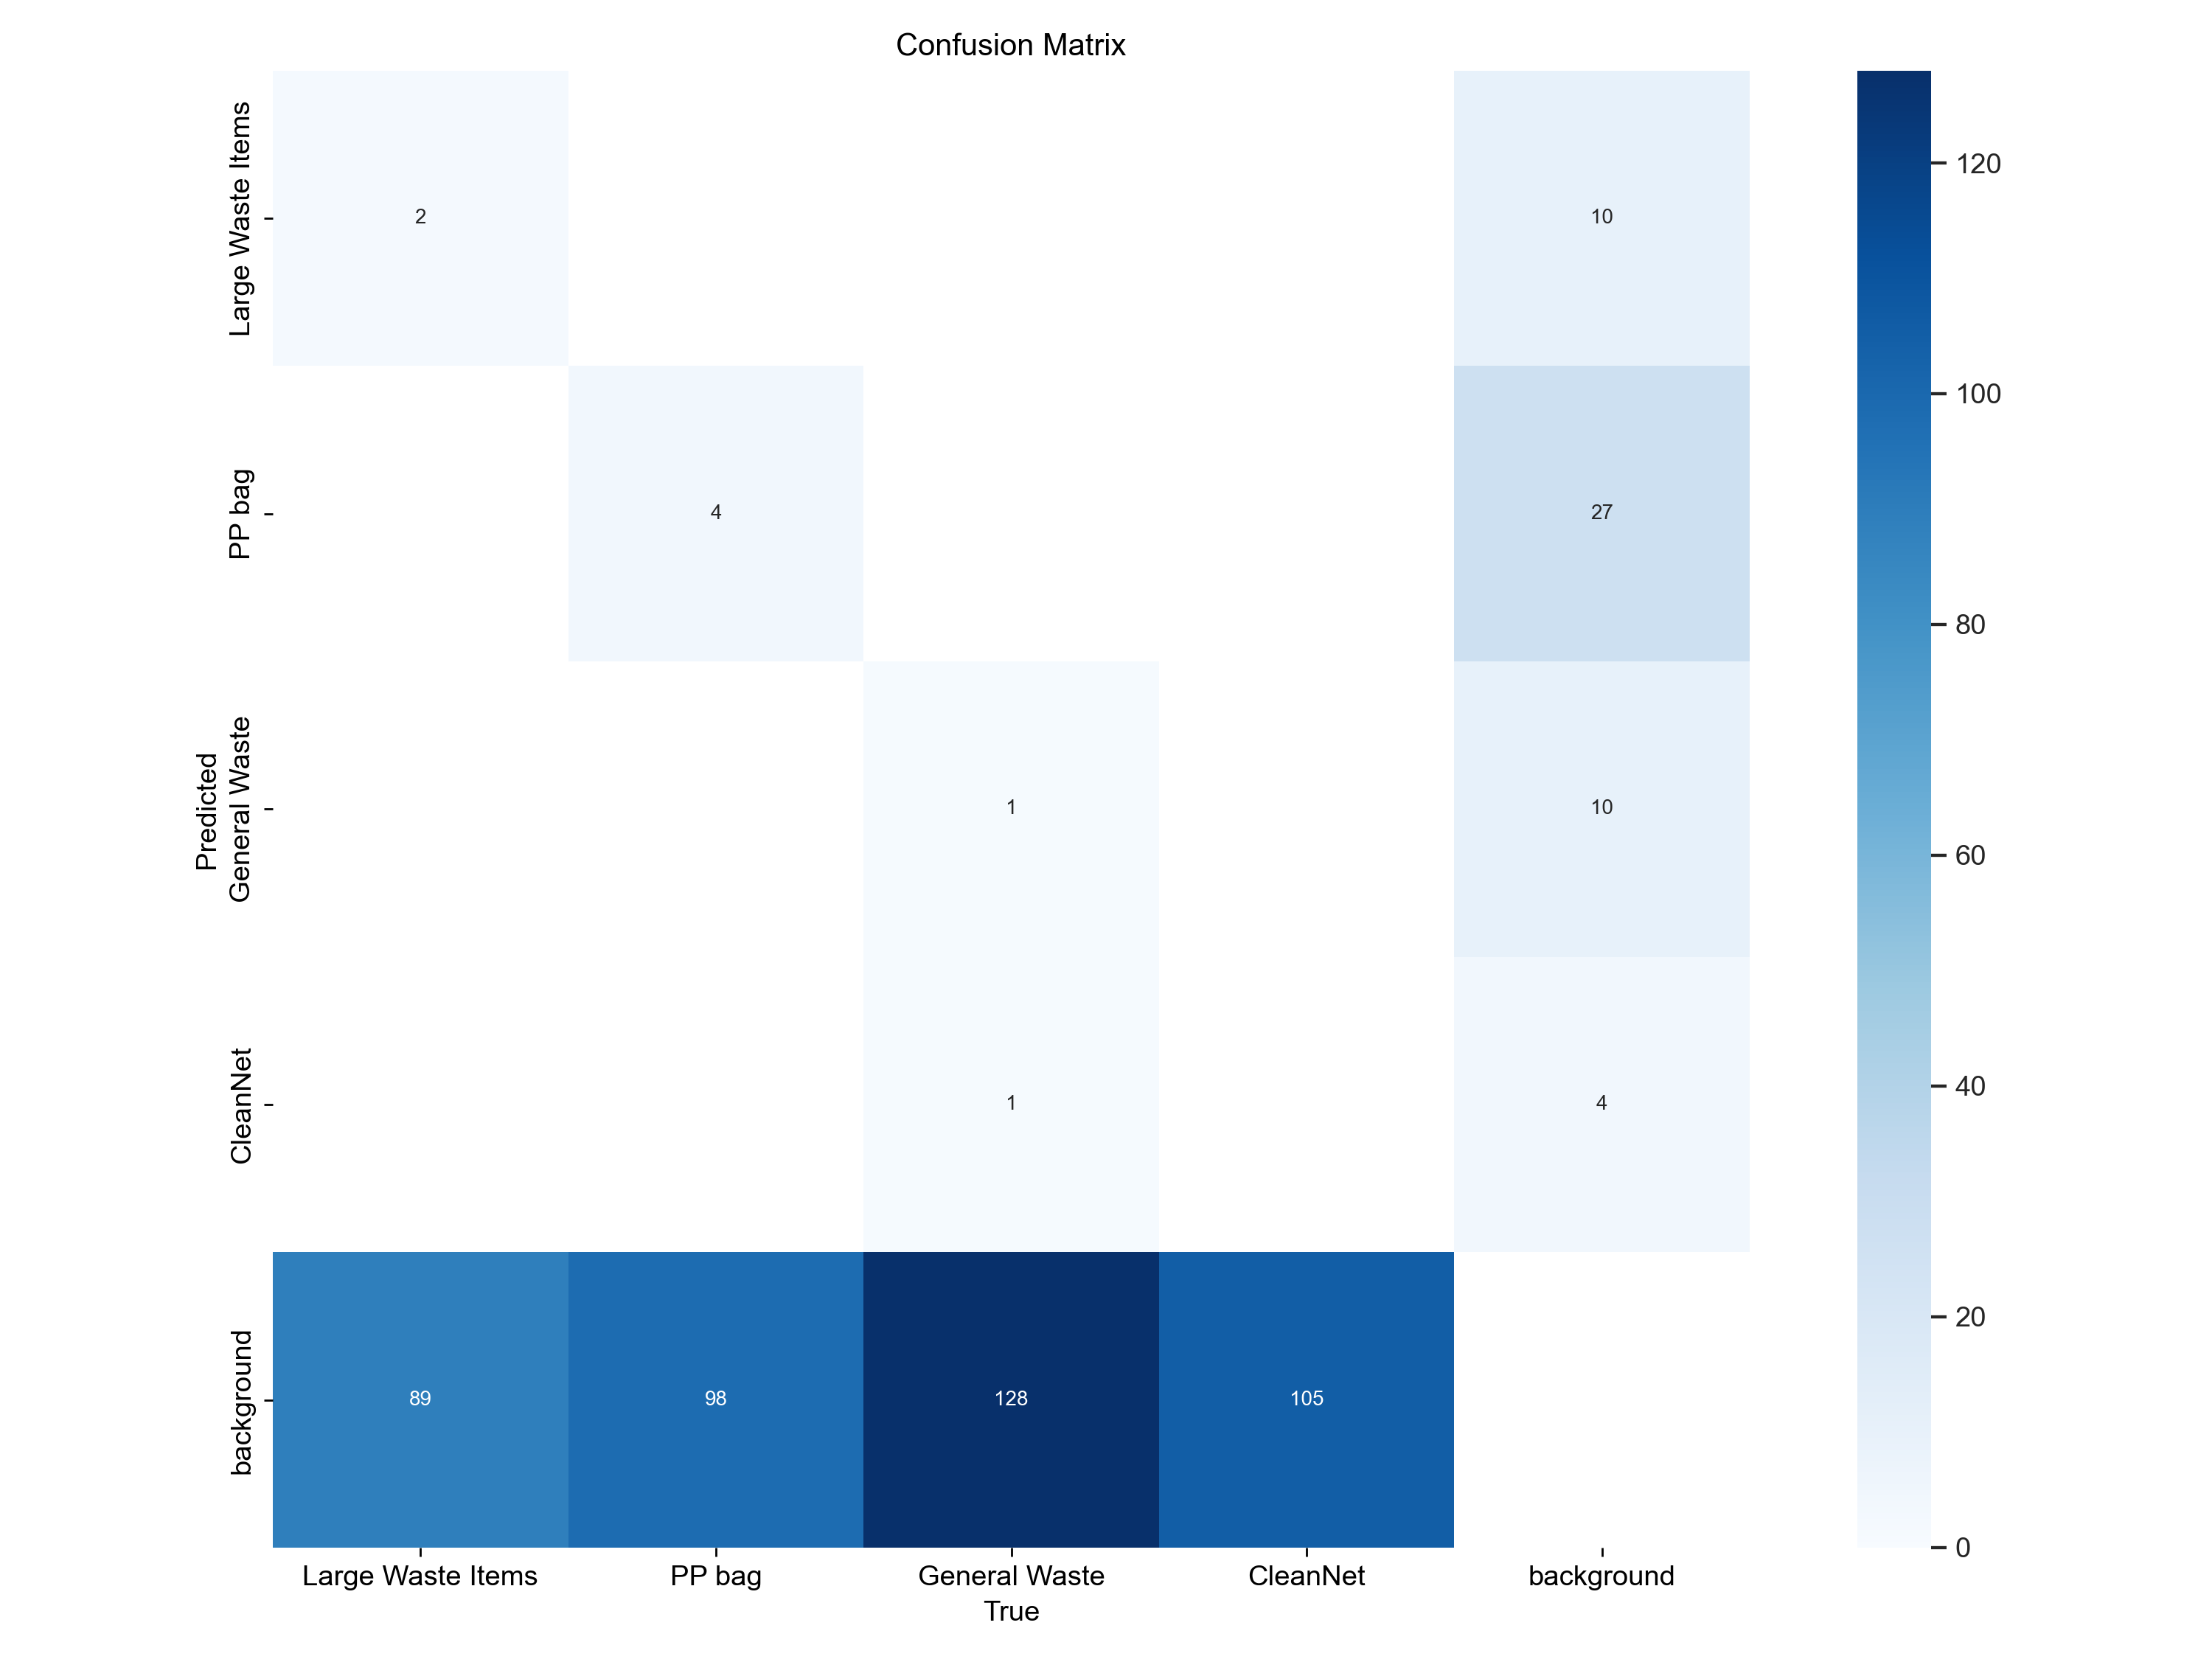 Confusion Matrix
Large Waste Items
2
10
120
100
PP bag
4
27
80
Predicted
General Waste
1
10
60
CleanNet
1
4
40
20
background
89
98
128
105
0
Large Waste Items
PP bag
General Waste
CleanNet
background
True